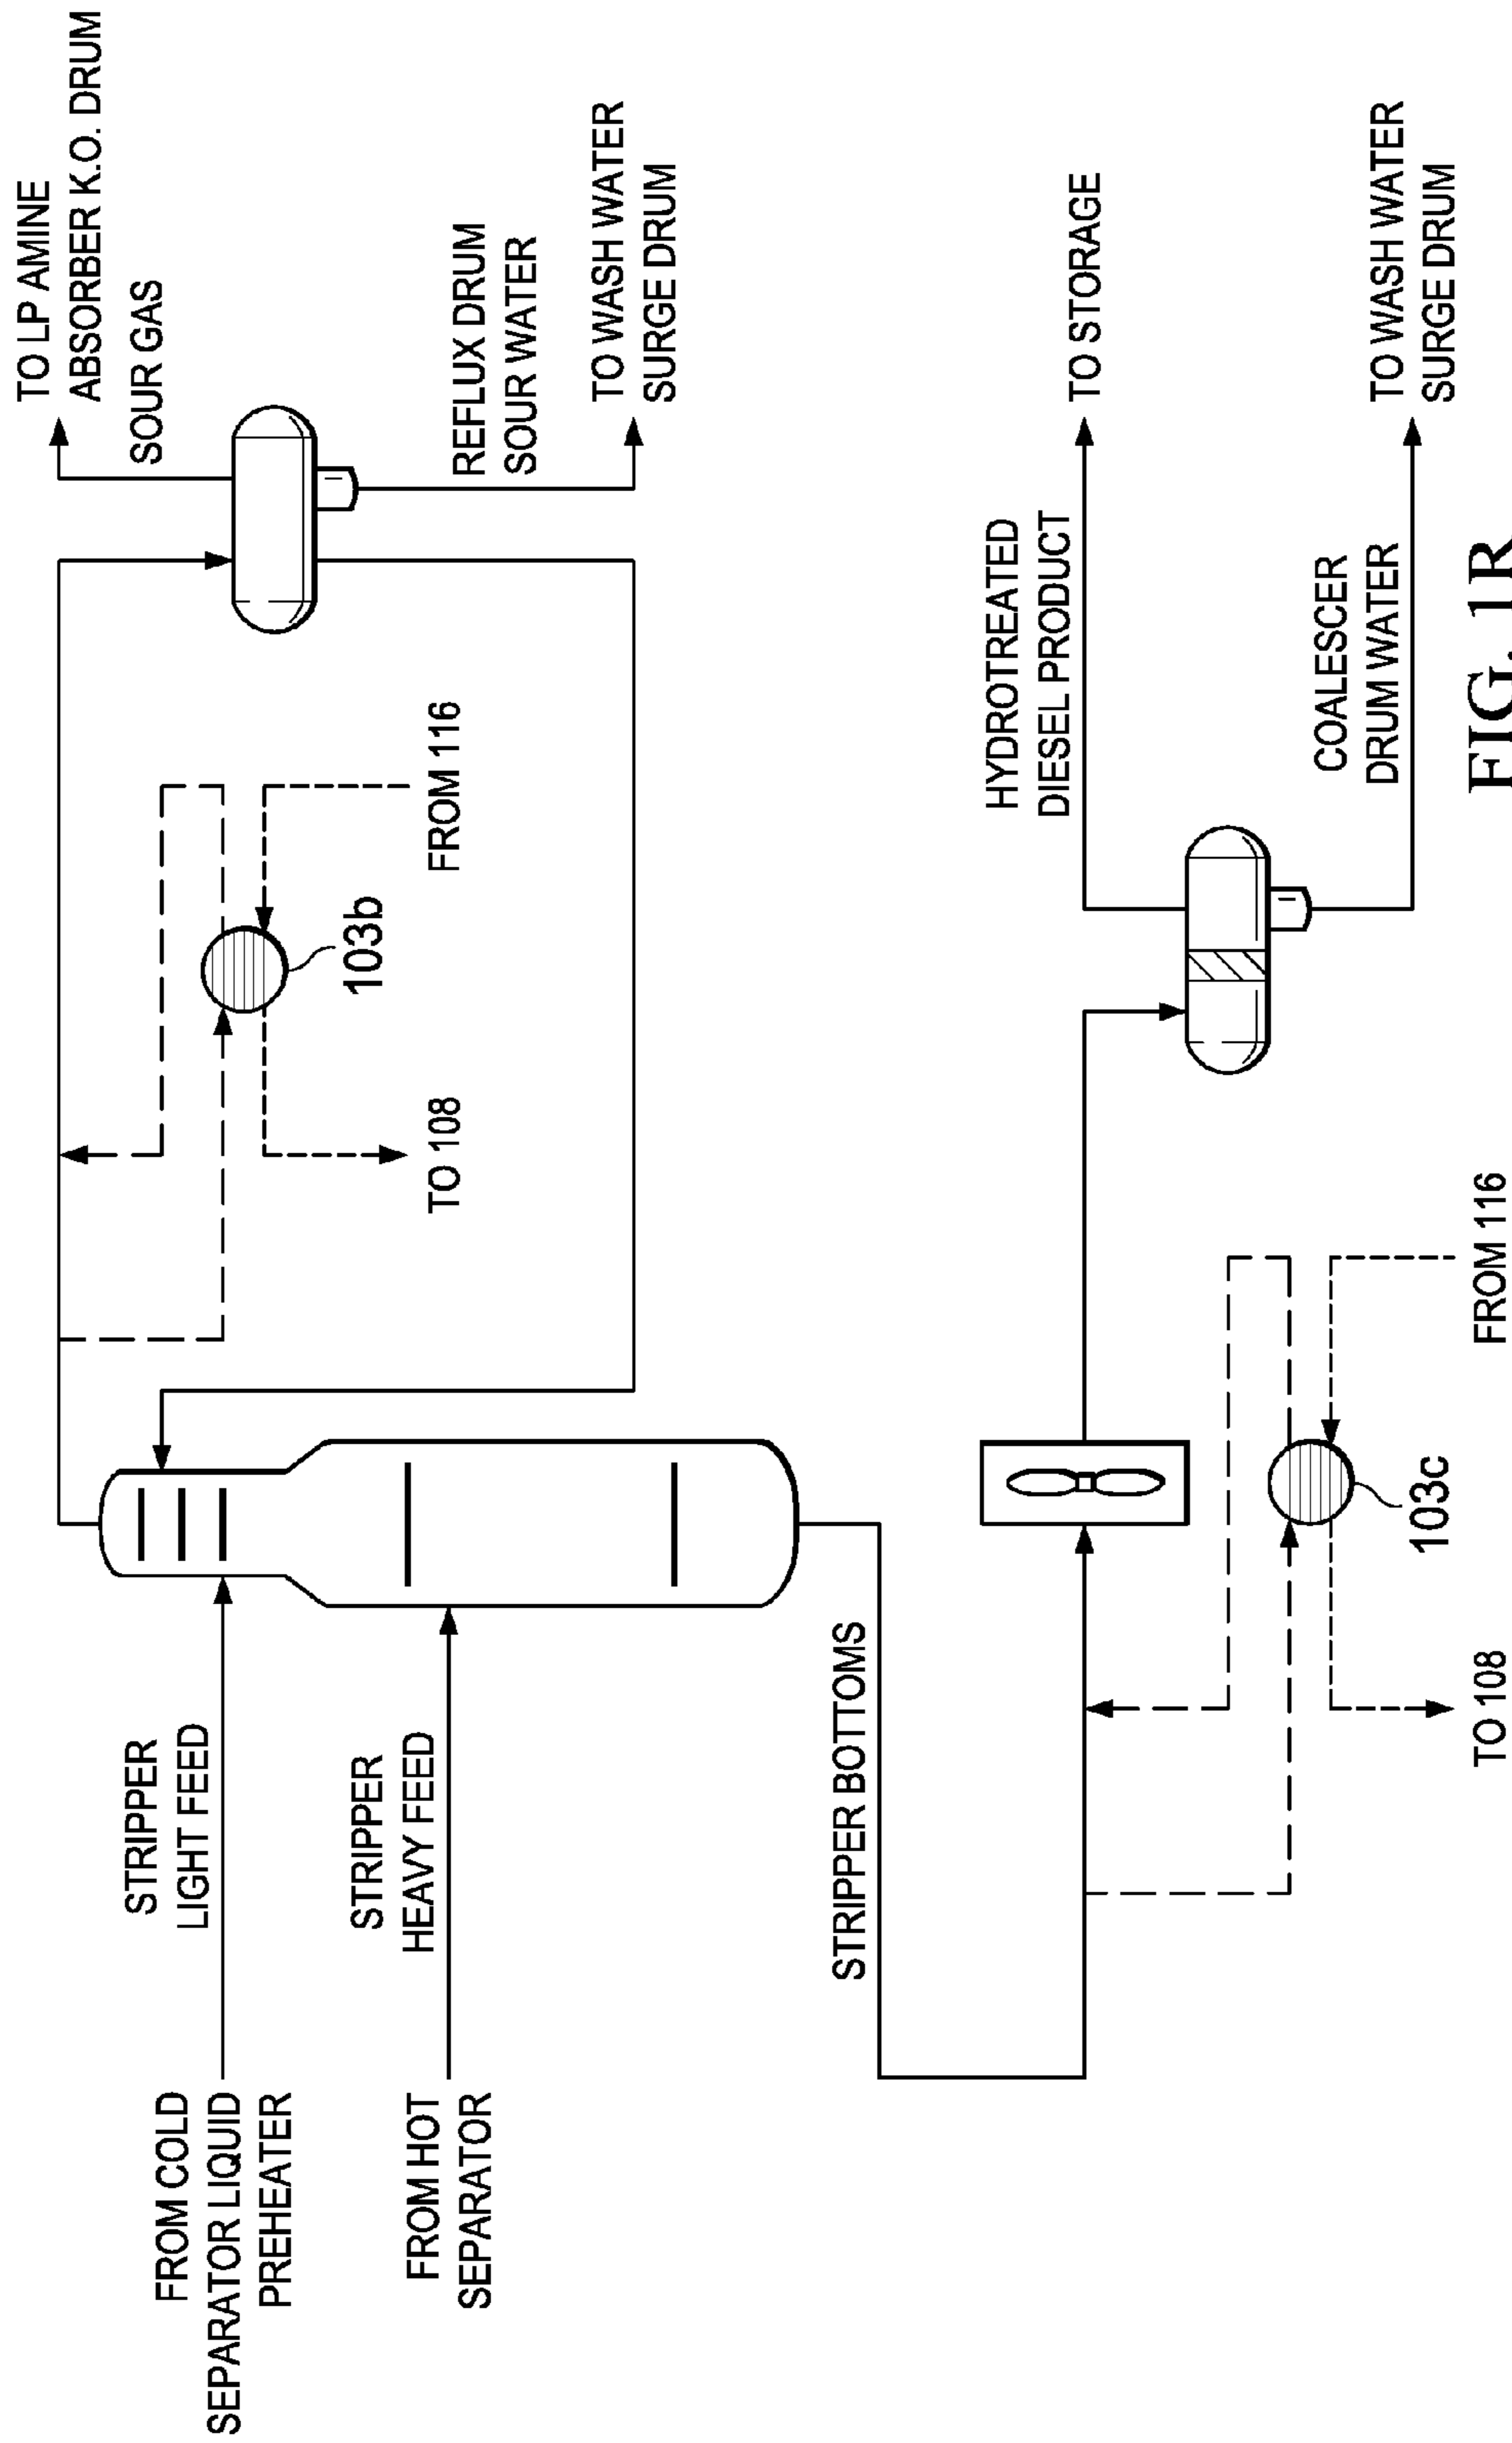 TO LP AMINE
ABSORBER K.O. DRUM
SOUR GAS
REFLUX DRUM
SOUR WATER
TO WASH WATER
SURGE DRUM
FROM 116
103b
TO 108
STRIPPER
LIGHT FEED
FROM COLD
SEPARATOR LIQUID
PREHEATER
STRIPPER
HEAVY FEED
FROM HOT
SEPARATOR
STRIPPER BOTTOMS
HYDROTREATED
DIESEL PRODUCT
TO STORAGE
COALESCER
DRUM WATER
TO WASH WATER
SURGE DRUM
103c
TO 108
FROM 116
FIG. 1R